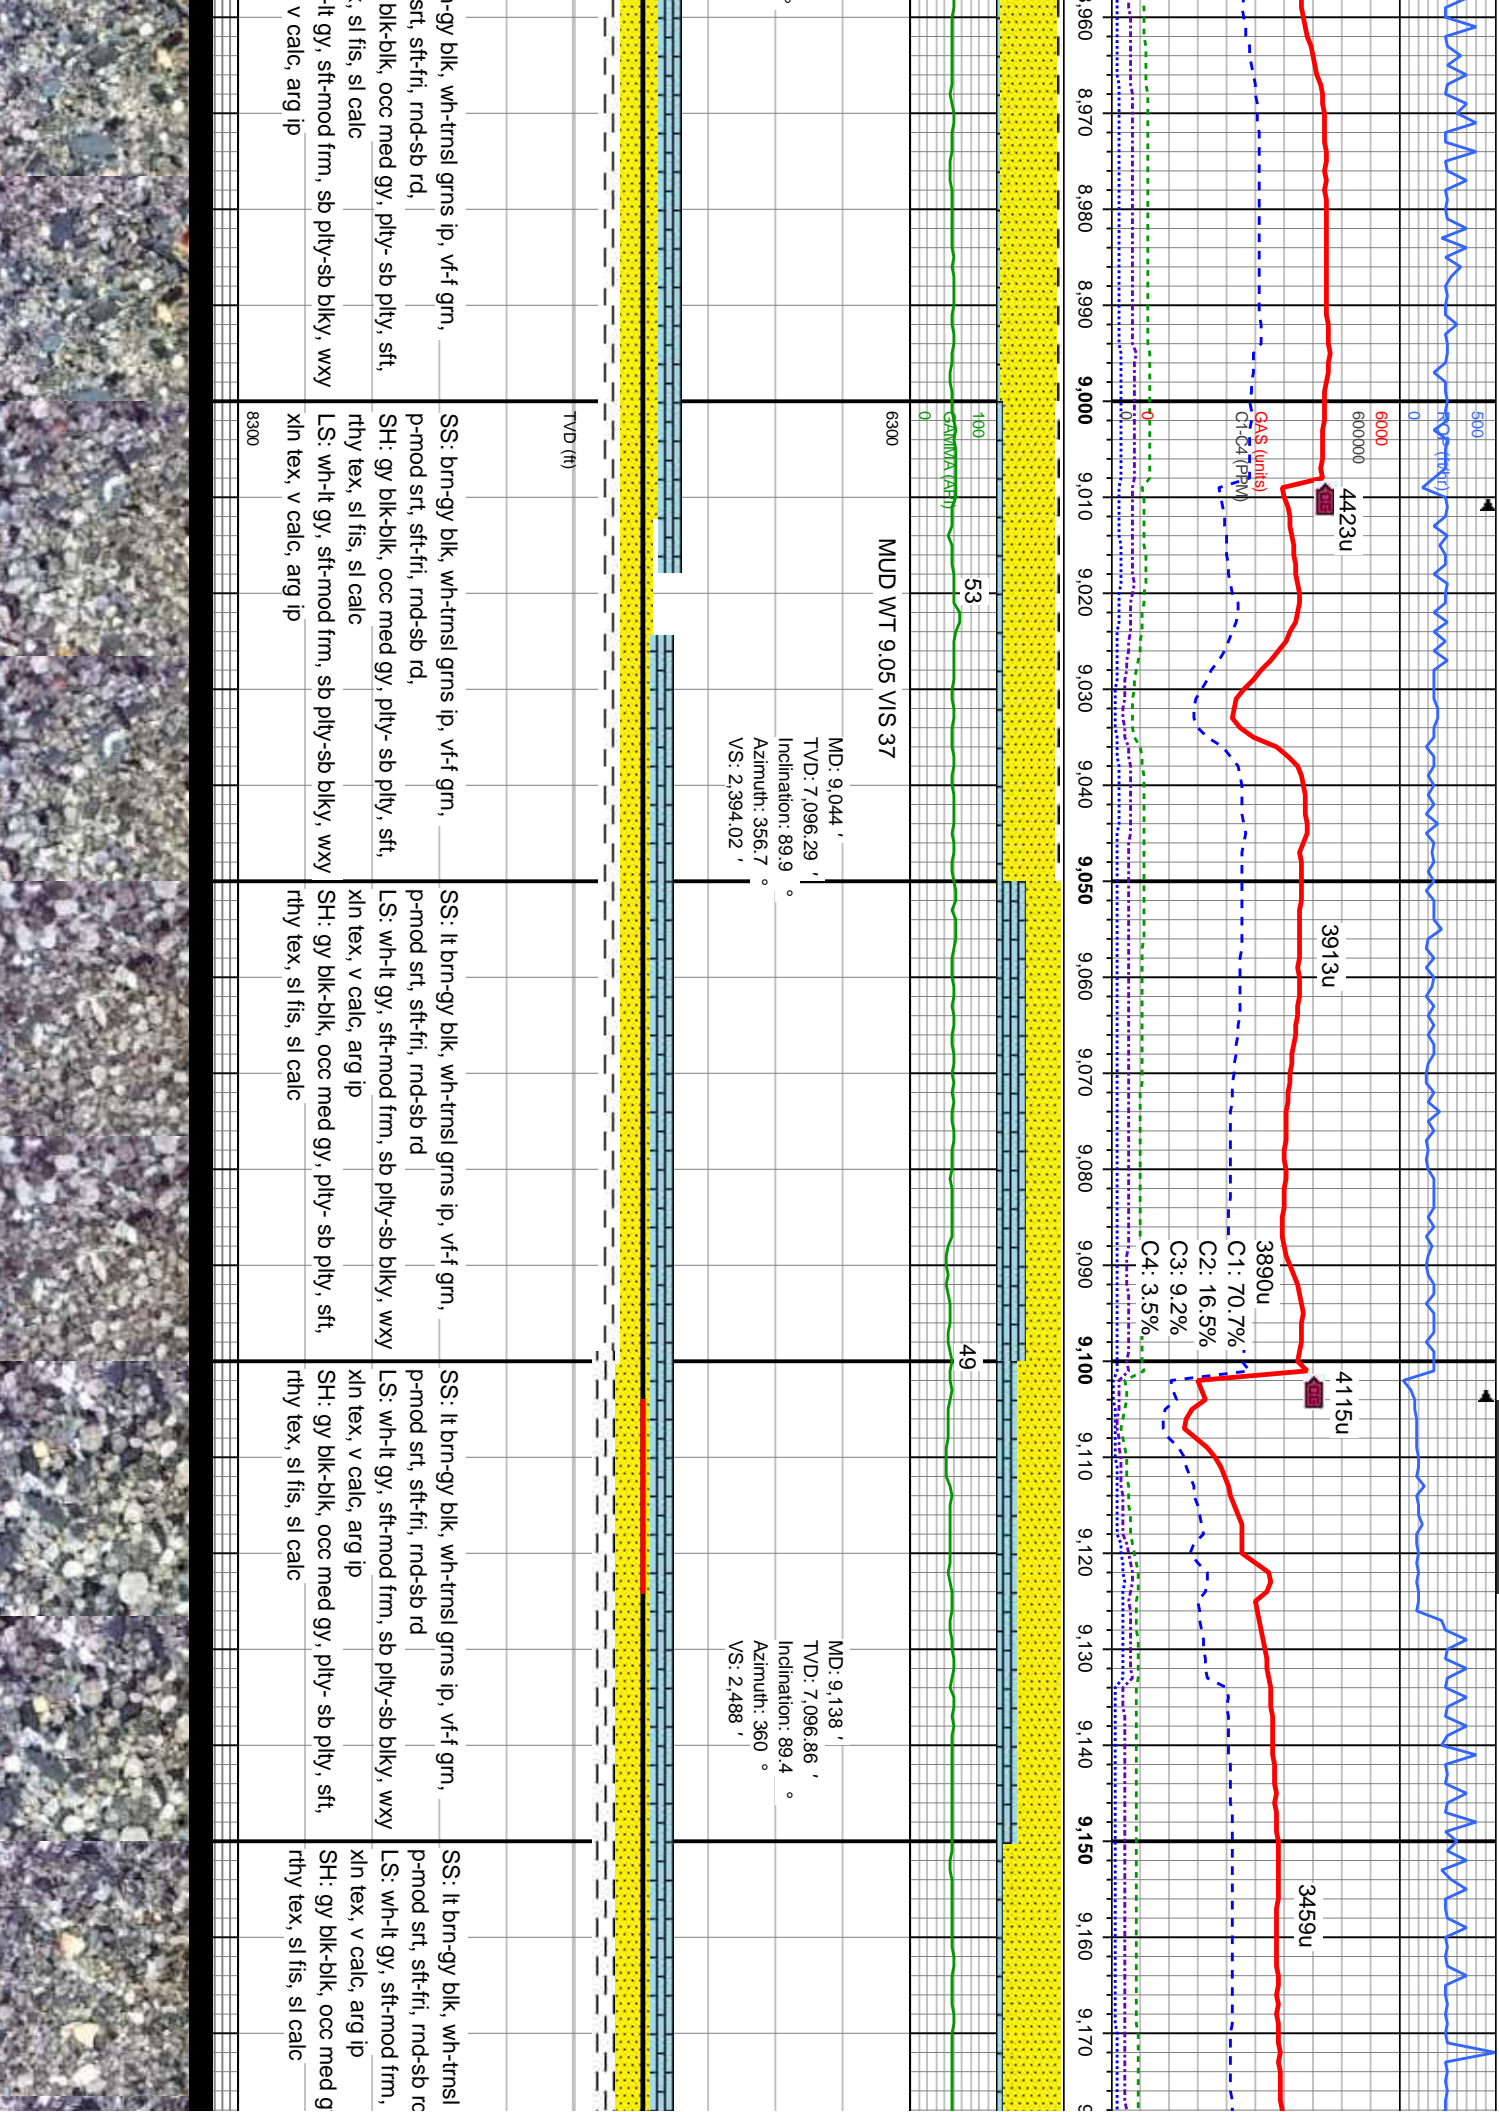 8,960
8,970
8,980
8,990
9,000
9,010
9,020
9,030
9,040
9,050
9,060
9,070
9,080
9,090
9,100
9,110
9,120
9,130
9,140
9,150
9,160
9,170
500
ROP (ft/hr)
0
6000
600000
GAS (units)
C1-C4 (PPM)
0
0
4423u
3913u
3890u
C1: 70.7%
C2: 16.5%
C3: 9.2%
C4: 3.5%
4115u
3459u
100
GAMMA (API)
0
53
49
6300
MUD WT 9.05 VIS 37
MD: 9,044 '
TVD: 7,096.29 '
Inclination: 89.9 °
Azimuth: 356.7 °
VS: 2,394.02 '
MD: 9,138 '
TVD: 7,096.86 '
Inclination: 89.4 °
Azimuth: 360 °
VS: 2,488 '
TVD (ft)
8300
-gy blk, wh-trnsl grns ip, vf-f grn,
srt, sft-fri, rnd-sb rd,
blk-blk, occ med gy, plty- sb plty, sft,
, sl fis, sl calc
-lt gy, sft-mod frm, sb plty-sb blky, wxy
v calc, arg ip
SS: brn-gy blk, wh-trnsl grns ip, vf-f grn,
p-mod srt, sft-fri, rnd-sb rd,
SH: gy blk-blk, occ med gy, plty- sb plty, sft,
rthy tex, sl fis, sl calc
LS: wh-lt gy, sft-mod frm, sb plty-sb blky, wxy
xln tex, v calc, arg ip
SS: lt brn-gy blk, wh-trnsl grns ip, vf-f grn,
p-mod srt, sft-fri, rnd-sb rd
LS: wh-lt gy, sft-mod frm, sb plty-sb blky, wxy
xln tex, v calc, arg ip
SH: gy blk-blk, occ med gy, plty- sb plty, sft,
rthy tex, sl fis, sl calc
SS: lt brn-gy blk, wh-trnsl grns ip, vf-f grn,
p-mod srt, sft-fri, rnd-sb rd
LS: wh-lt gy, sft-mod frm, sb plty-sb blky, wxy
xln tex, v calc, arg ip
SH: gy blk-blk, occ med gy, plty- sb plty, sft,
rthy tex, sl fis, sl calc
SS: lt brn-gy blk, wh-trnsl
p-mod srt, sft-fri, rnd-sb rd
LS: wh-lt gy, sft-mod frm,
xln tex, v calc, arg ip
SH: gy blk-blk, occ med g
rthy tex, sl fis, sl calc